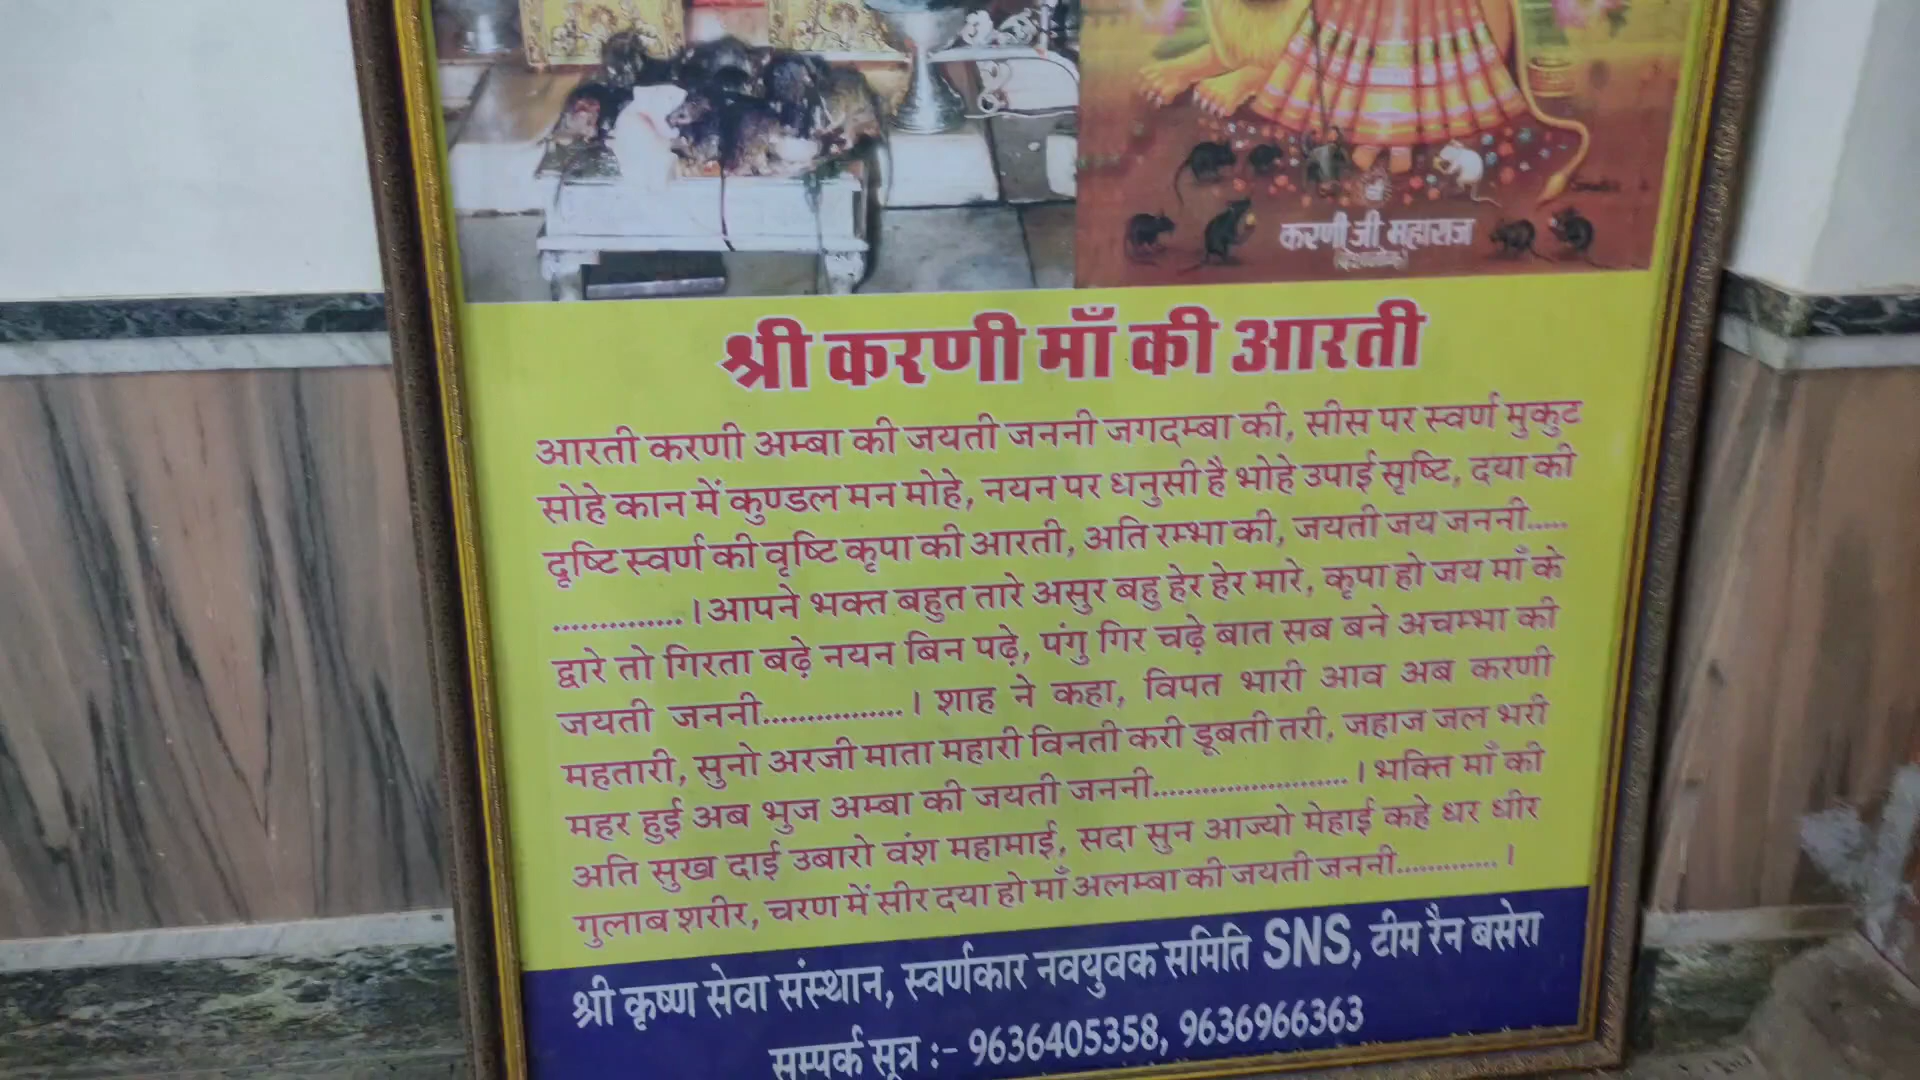 करणी जी महाराज
श्री करणी माँ की आरती
आरती करणी अम्बा की जयती जननी जगदम्बा की, सीस पर स्वर्ण मुकुट
सोहे कान में कुण्डल मन मोहे, नयन पर धनुसी है भोहे उपाई सृष्टि, दया की
दृष्टि स्वर्ण की वृष्टि कृपा की आरती, अति रम्भा की, जयती जय जननी.....
...............। आपने भक्त बहुत तारे असुर बहु हेर हेर मारे, कृपा हो जय माँ के
द्वारे तो गिरता बढ़े नयन बिन पढ़े, पंगु गिर चढ़े बात सब बने अचम्भा की
जयती जननी................। शाह ने कहा, विपत भारी आव अब करणी
महतारी, सुनो अरजी माता महारी विनती करी डूबती तरी, जहाज जल भरी
महर हुई अब भुज अम्बा की जयती जननी......................। भक्ति माँ की
अति सुख दाई उबारो वंश महामाई, सदा सुन आज्यो मेहाई कहे धर धीर
गुलाब शरीर, चरण में सीर दया हो माँ अलम्बा की जयती जननी.............।
श्री कृष्ण सेवा संस्थान, स्वर्णकार नवयुवक समिति SNS, टीम रैन बसेरा
सम्पर्क सूत्र :- 9636405358, 9636966363